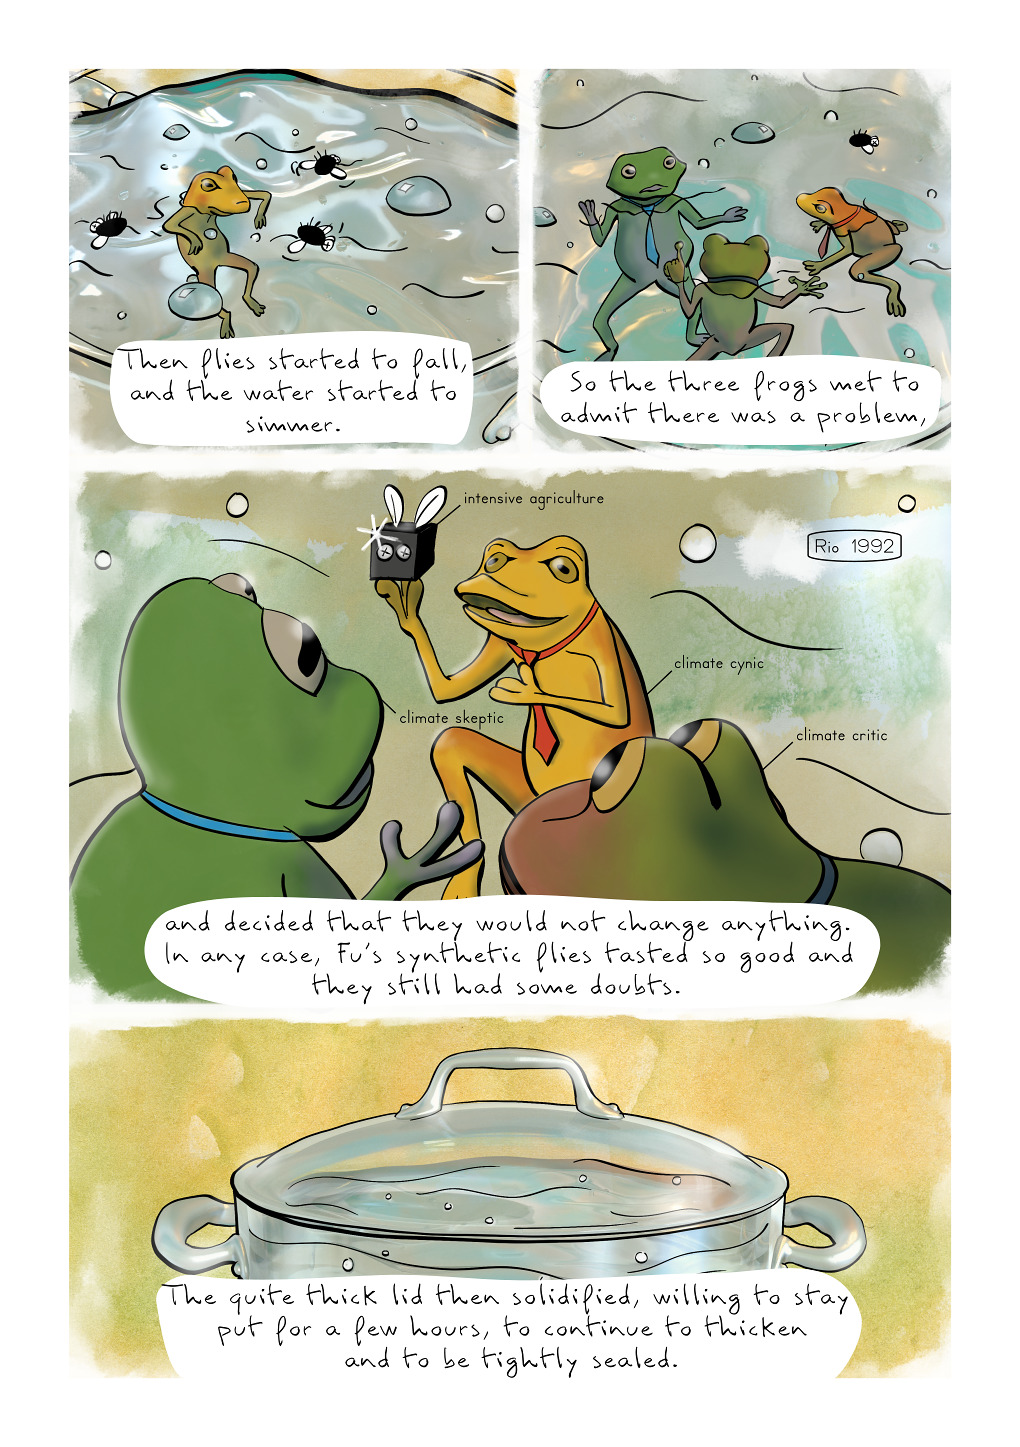 Then flies started to fall,
and the water started to
simmer.
So the three frogs met to
admit there was a problem,
intensive agriculture
Rio 1992
climate cynic
climate skeptic
climate critic
and decided that they would not change anything.
In any case, Fu's synthetic flies tasted so good and
they still had some doubts.
The quite thick lid then solidified, willing to stay
put for a few hours, to continue to thicken
and to be tightly sealed.